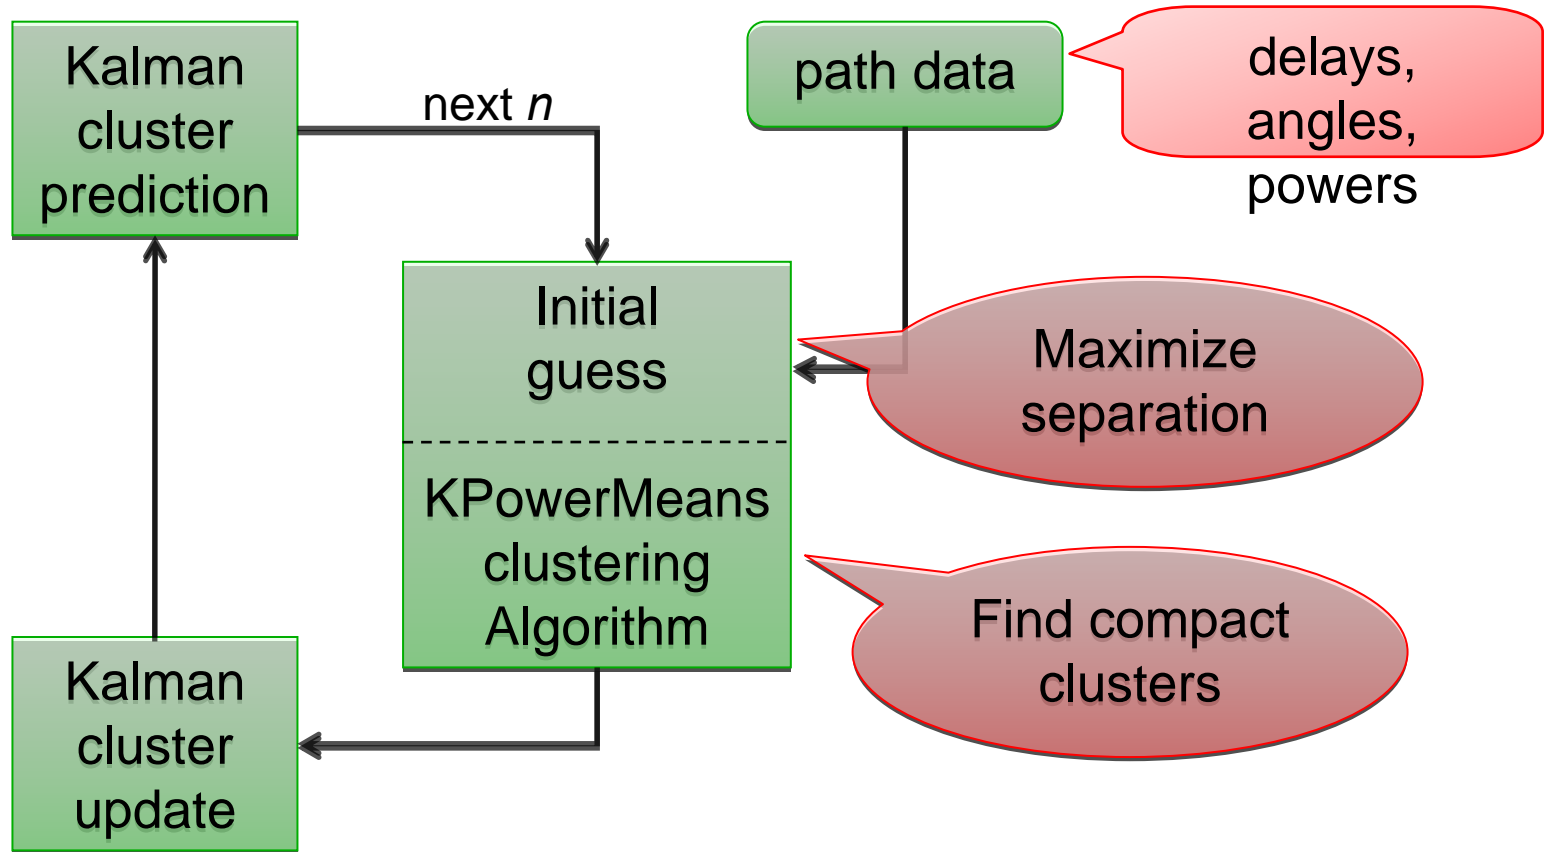 Kalman
cluster
prediction
next n
path data
delays,
angles,
powers
Initial
guess
Maximize
separation
KPowerMeans
clustering
Algorithm
Find compact
clusters
Kalman
cluster
update